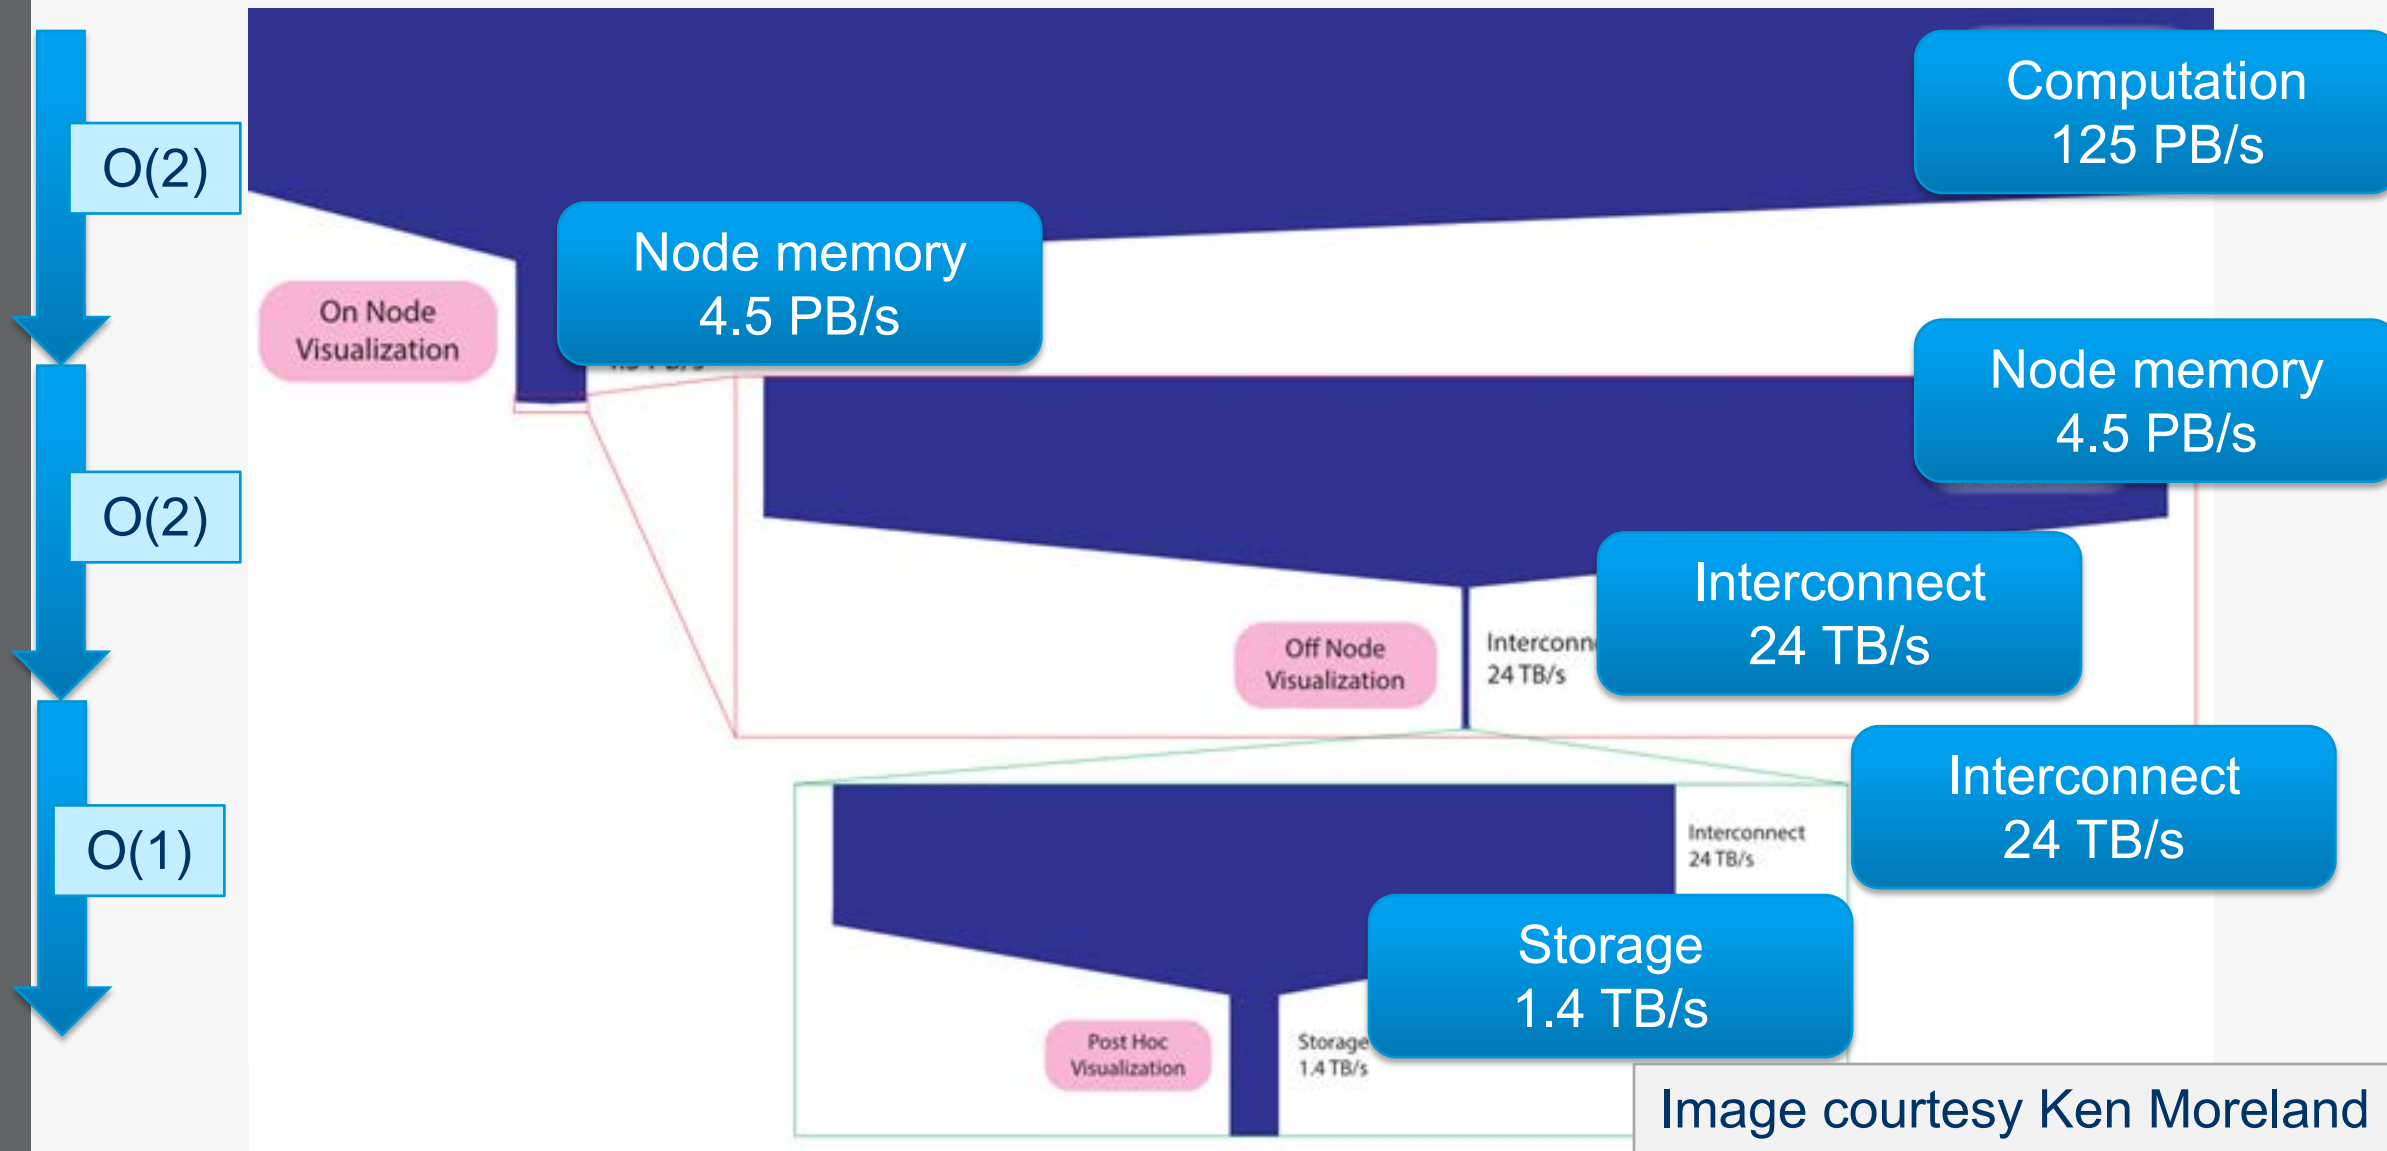 Computation
125 PB/s
O(2)
Node memory
4.5 PB/s
On Node
Visualization
Node memory
4.5 PB/s
O(2)
Interconnect
24 TB/s
Off Node
Visualization
24 TB/s
Interconnect
24 TB/s
O(1)
Interconnect
24 TB/s
Storage
1.4 TB/s
Post Hoc
Visualization
Storage
1.4 TB/s
Image courtesy Ken Moreland